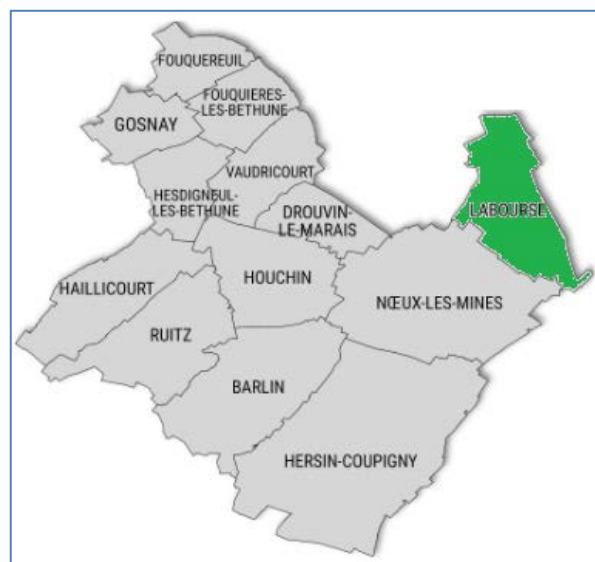 FOUQUEREUIL
FOUQUIERES-
LES-BETHUNE
GOSNAY
VAUDRICOURT
HESDIGNEUL-
LES-BETHUNE
DROUVIN-
LE-MARAIS
LABOURSE
HAILLICOURT
HOUCHIN
NŒUX-LES-MINES
RUITZ
BARLIN
HERSIN-COUPIGNY